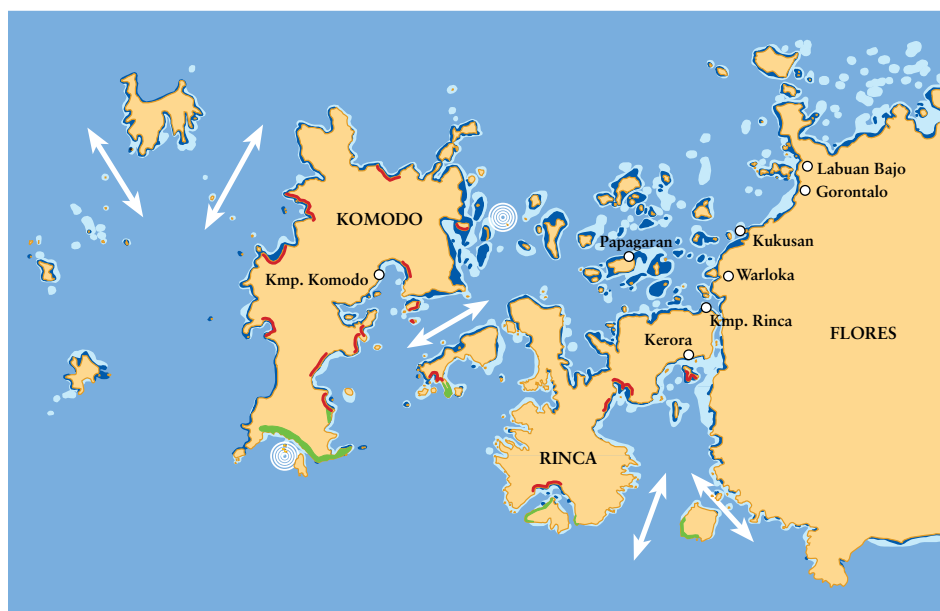 Labuan Bajo
Gorontalo
KOMODO
Papagaran
Kukusan
Kmp. Komodo
Warloka
Kmp. Rinca
FLORES
Kerora
RINCA